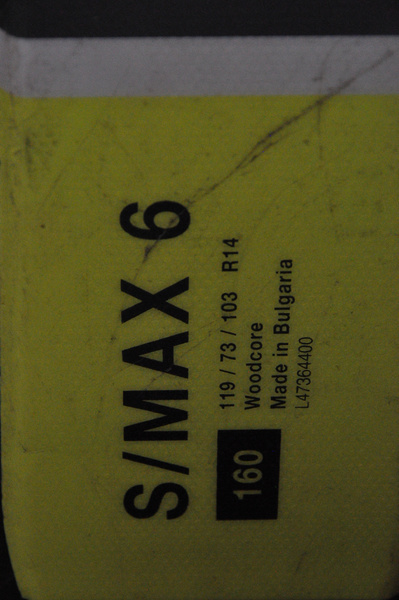 S/MAX 6
160
119 / 73 / 103 R14
Woodcore
Made in Bulgaria
L47364400